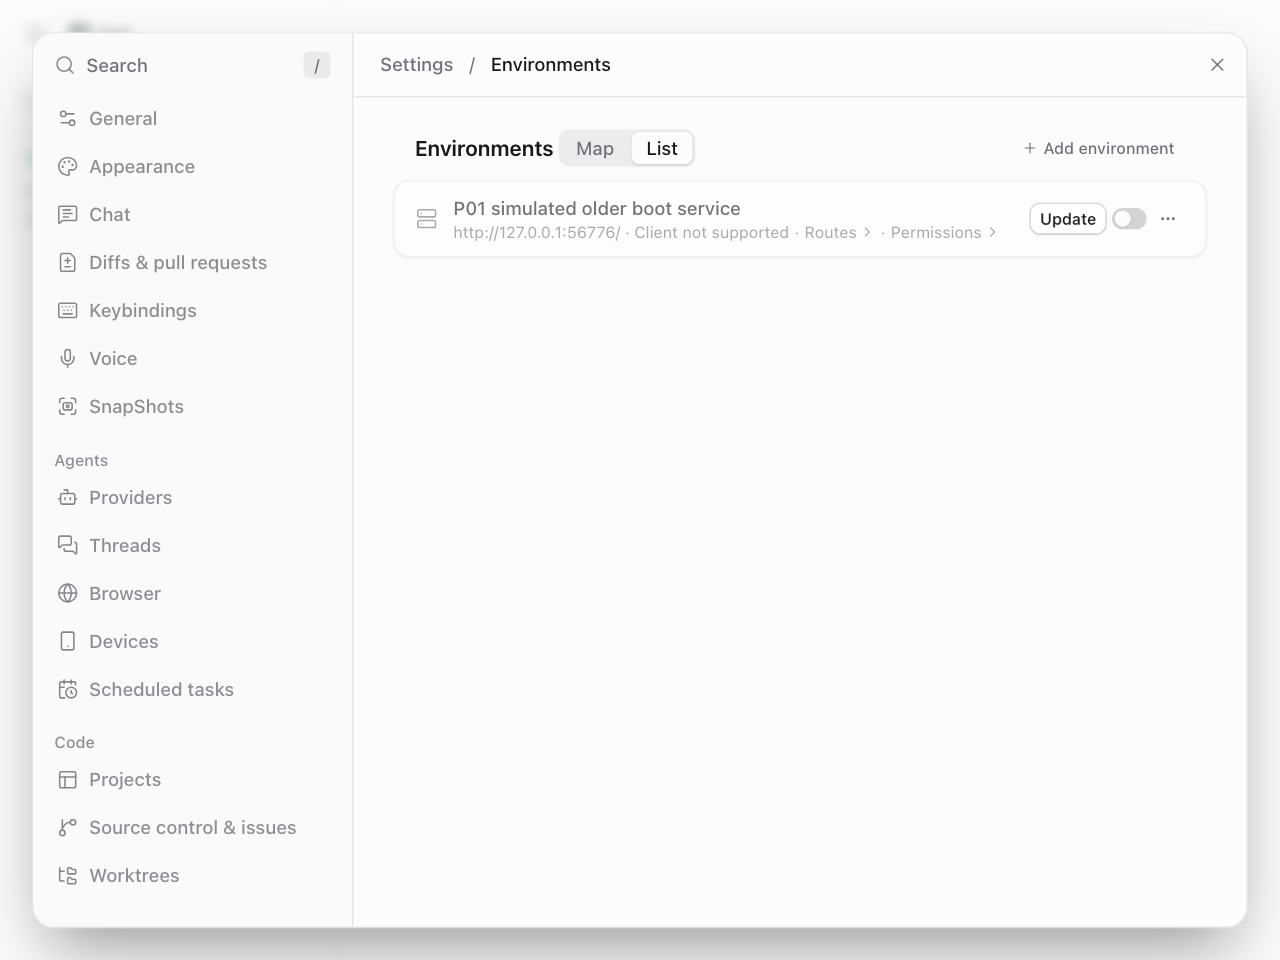 Search /
General
Appearance
Chat
Diffs & pull requests
Keybindings
Voice
SnapShots
Agents
Providers
Threads
Browser
Devices
Scheduled tasks
Code
Projects
Source control & issues
Worktrees
Settings / Environments
Environments Map List + Add environment
P01 simulated older boot service
http://127.0.0.1:56776/ · Client not supported · Routes > · Permissions >
Update